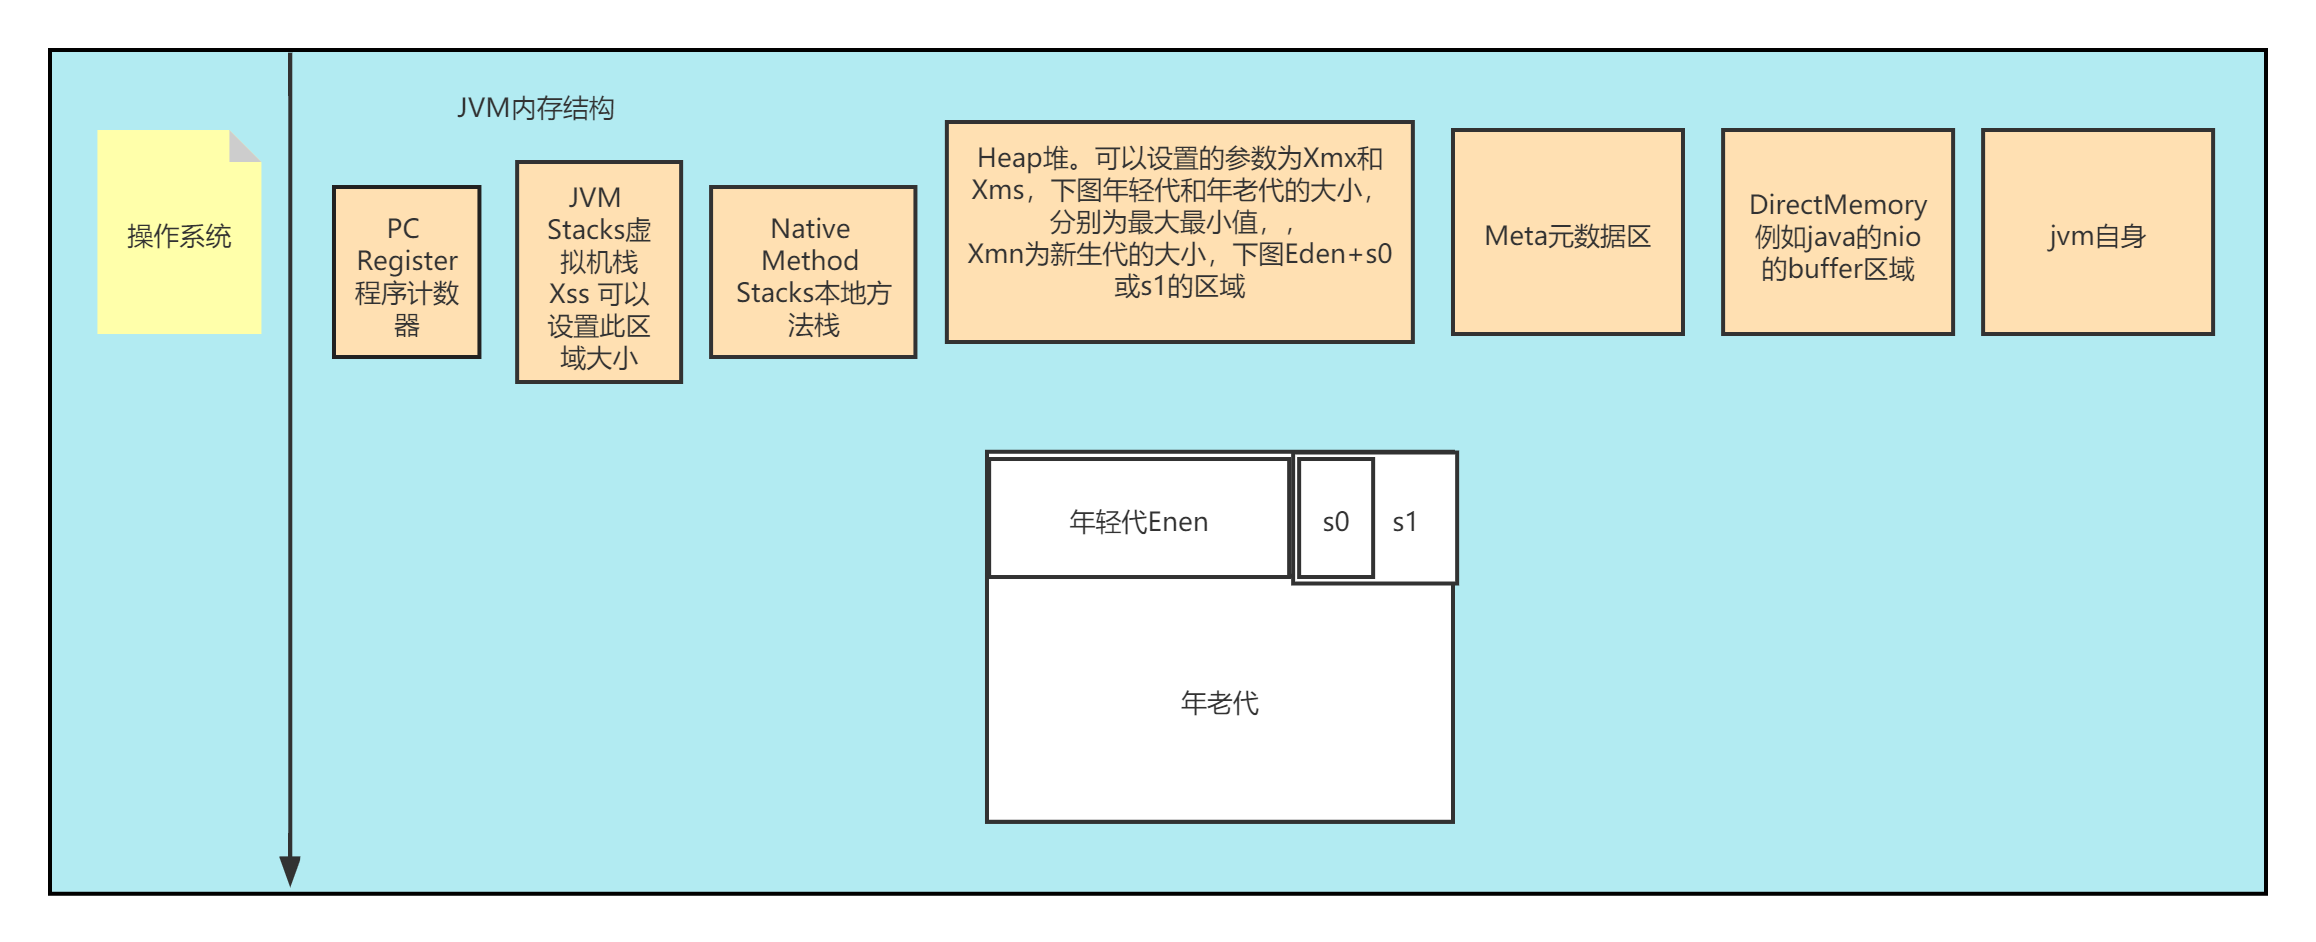 JVM内存结构
操作系统
PC
Register
程序计数
器
JVM
Stacks虚
拟机栈
Xss 可以
设置此区
域大小
Native
Method
Stacks本地方
法栈
Heap堆。可以设置的参数为Xmx和
Xms，下图年轻代和年老代的大小，
分别为最大最小值，,
Xmn为新生代的大小，下图Eden+s0
或s1的区域
Meta元数据区
DirectMemory
例如java的nio
的buffer区域
jvm自身
年轻代Enen
s0
s1
年老代